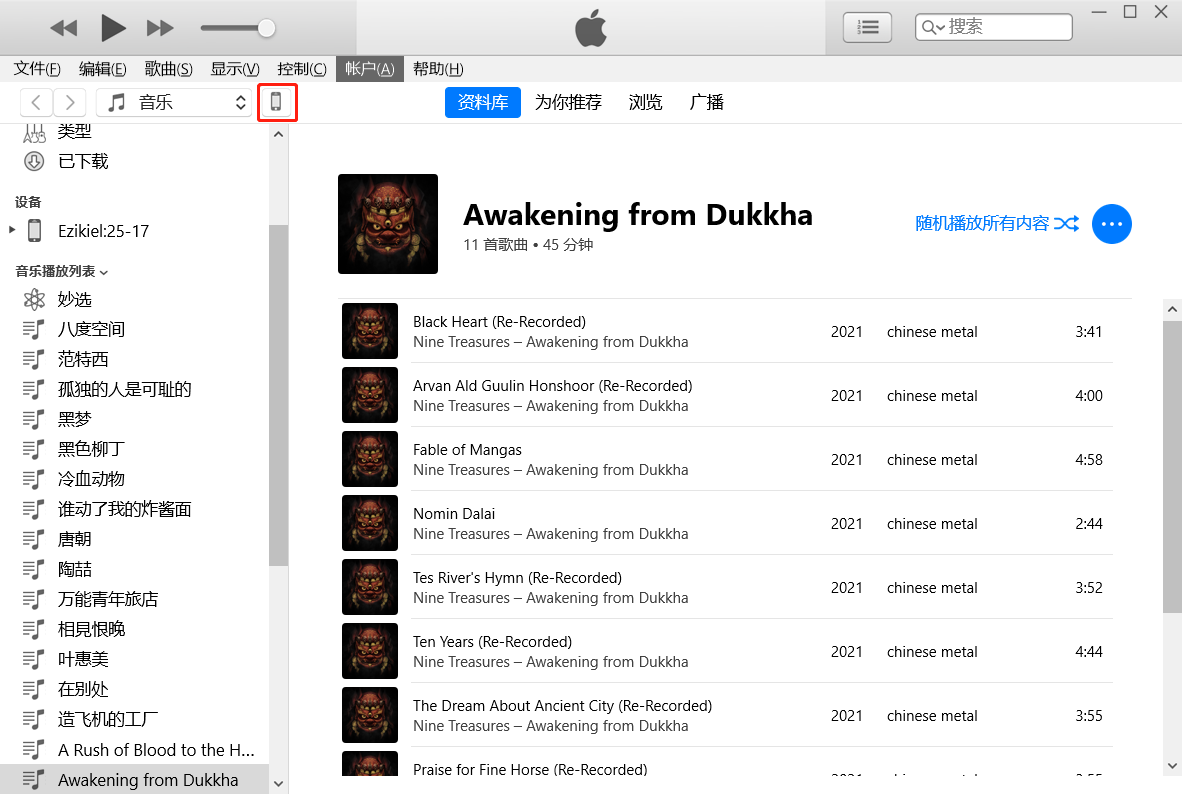 搜索
文件(F) 编辑(E) 歌曲(S) 显示(V) 控制(C) 帐户(A) 帮助(H)
音乐 资料库 为你推荐 浏览 广播
类型
已下载
设备
Ezikiel:25-17
音乐播放列表
妙选
八度空间
范特西
孤独的人是可耻的
黑梦
黑色柳丁
冷血动物
谁动了我的炸酱面
唐朝
陶喆
万能青年旅店
相見恨晚
叶惠美
在别处
造飞机的工厂
A Rush of Blood to the H...
Awakening from Dukkha
Awakening from Dukkha
11 首歌曲 • 45 分钟
随机播放所有内容
Black Heart (Re-Recorded)
Nine Treasures – Awakening from Dukkha
2021 chinese metal 3:41
Arvan Ald Guulin Honshoor (Re-Recorded)
Nine Treasures – Awakening from Dukkha
2021 chinese metal 4:00
Fable of Mangas
Nine Treasures – Awakening from Dukkha
2021 chinese metal 4:58
Nomin Dalai
Nine Treasures – Awakening from Dukkha
2021 chinese metal 2:44
Tes River's Hymn (Re-Recorded)
Nine Treasures – Awakening from Dukkha
2021 chinese metal 3:52
Ten Years (Re-Recorded)
Nine Treasures – Awakening from Dukkha
2021 chinese metal 4:44
The Dream About Ancient City (Re-Recorded)
Nine Treasures – Awakening from Dukkha
2021 chinese metal 3:55
Praise for Fine Horse (Re-Recorded)